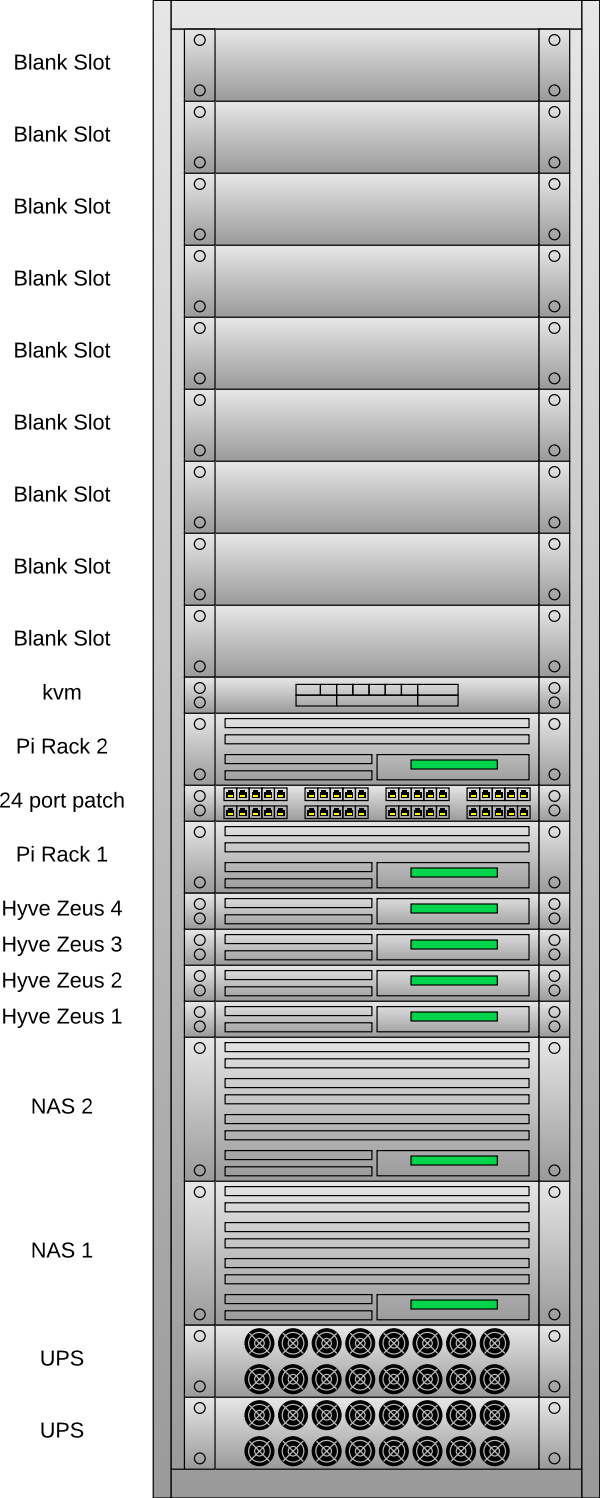 Blank Slot
Blank Slot
Blank Slot
Blank Slot
Blank Slot
Blank Slot
Blank Slot
Blank Slot
Blank Slot
kvm
Pi Rack 2
24 port patch
Pi Rack 1
Hyve Zeus 4
Hyve Zeus 3
Hyve Zeus 2
Hyve Zeus 1
NAS 2
NAS 1
UPS
UPS